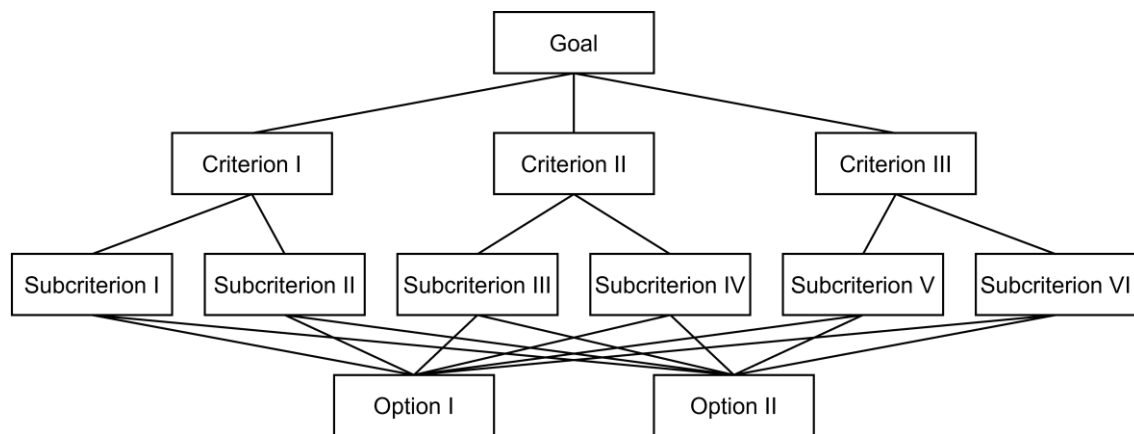 Goal
Criterion I
Criterion II
Criterion III
Subcriterion I
Subcriterion II
Subcriterion III
Subcriterion IV
Subcriterion V
Subcriterion VI
Option I
Option II